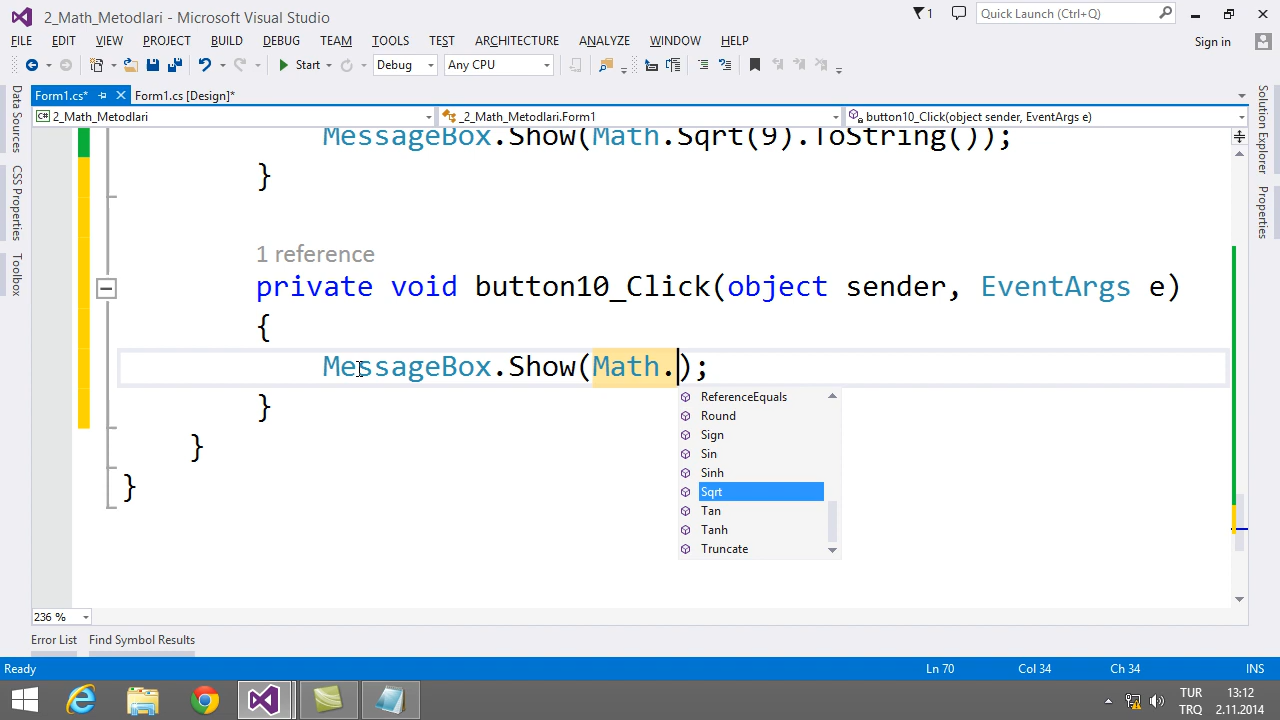 2_Math_Metodlari - Microsoft Visual Studio
1
Quick Launch (Ctrl+Q)
FILE EDIT VIEW PROJECT BUILD DEBUG TEAM TOOLS TEST ARCHITECTURE ANALYZE WINDOW HELP
Sign in
Start
Debug
Any CPU
Data Sources
CSS Properties
Toolbox
Form1.cs*
Form1.cs [Design]*
C# 2_Math_Metodlari
_2_Math_Metodlari.Form1
button10_Click(object sender, EventArgs e)
MessageBox.Show(Math.Sqrt(9).ToString());
}
1 reference
private void button10_Click(object sender, EventArgs e)
{
MessageBox.Show(Math.);
}
}
}
ReferenceEquals
Round
Sign
Sin
Sinh
Sqrt
Tan
Tanh
Truncate
Solution Explorer
Properties
236 %
Error List
Find Symbol Results
Ready
Ln 70
Col 34
Ch 34
INS
TUR
TRQ
13:12
2.11.2014